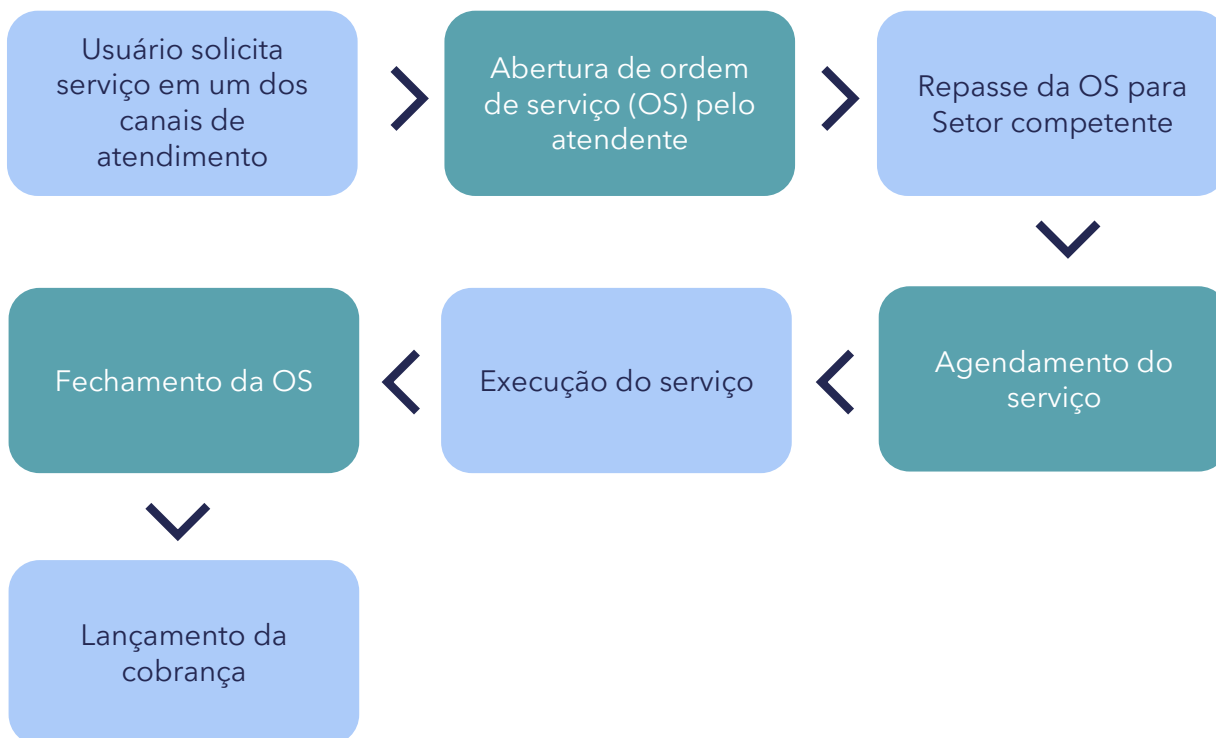 Usuário solicita
serviço em um dos
canais de
atendimento
Abertura de ordem
de serviço (OS) pelo
atendente
Repasse da OS para
Setor competente
Agendamento do
serviço
Execução do serviço
Fechamento da OS
Lançamento da
cobrança